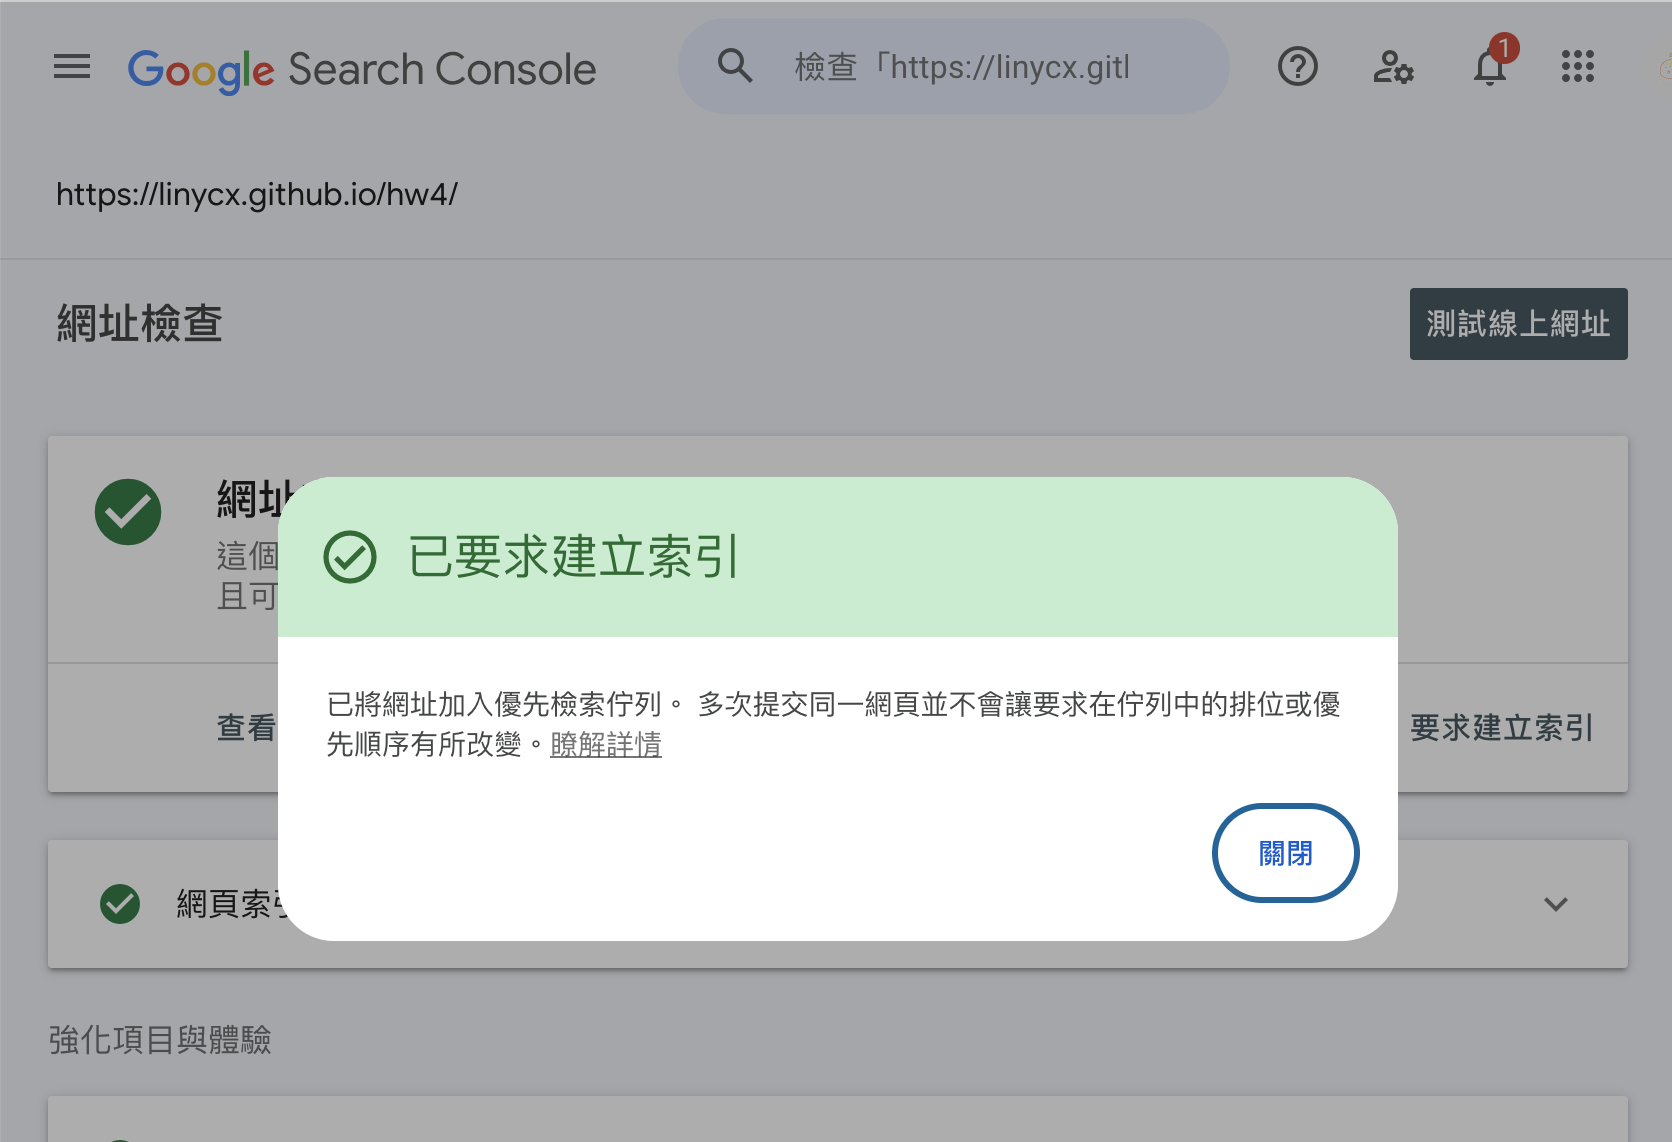 Google Search Console
檢查「https://linycx.gitl
1
https://linycx.github.io/hw4/
網址檢查
測試線上網址
網址
這個
且可
已要求建立索引
已將網址加入優先檢索佇列。 多次提交同一網頁並不會讓要求在佇列中的排位或優
先順序有所改變。瞭解詳情
查看
要求建立索引
關閉
網頁索引
強化項目與體驗